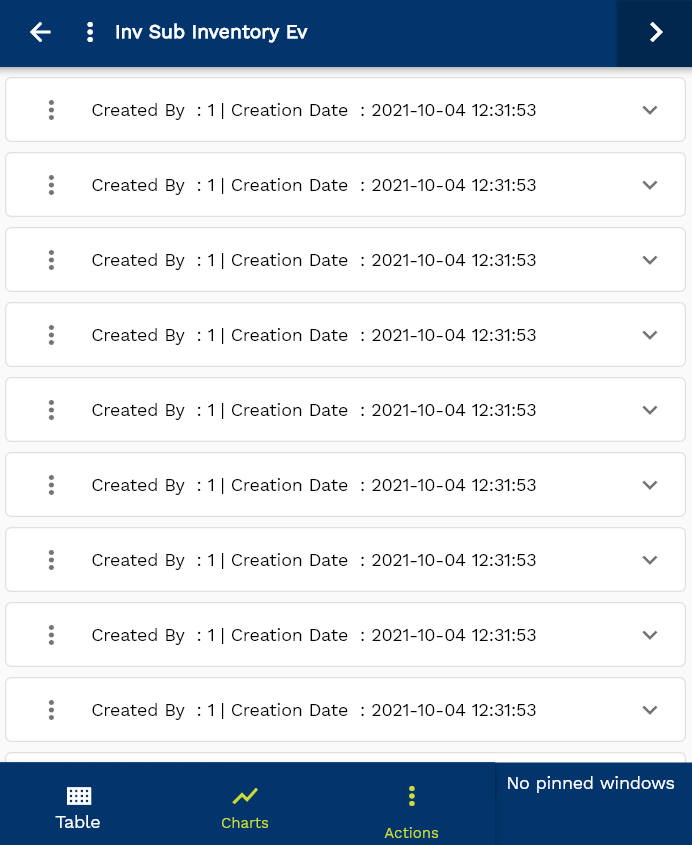 Inv Sub Inventory Ev
Created By : 1 | Creation Date : 2021-10-04 12:31:53
Created By : 1 | Creation Date : 2021-10-04 12:31:53
Created By : 1 | Creation Date : 2021-10-04 12:31:53
Created By : 1 | Creation Date : 2021-10-04 12:31:53
Created By : 1 | Creation Date : 2021-10-04 12:31:53
Created By : 1 | Creation Date : 2021-10-04 12:31:53
Created By : 1 | Creation Date : 2021-10-04 12:31:53
Created By : 1 | Creation Date : 2021-10-04 12:31:53
Created By : 1 | Creation Date : 2021-10-04 12:31:53
No pinned windows
Table
Charts
Actions